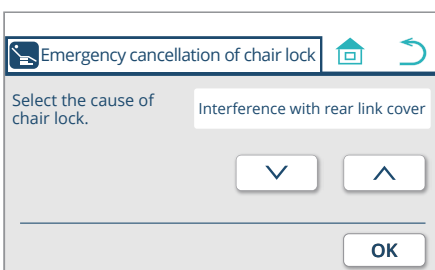 Emergency cancellation of chair lock
Select the cause of
chair lock.
Interference with rear link cover
OK